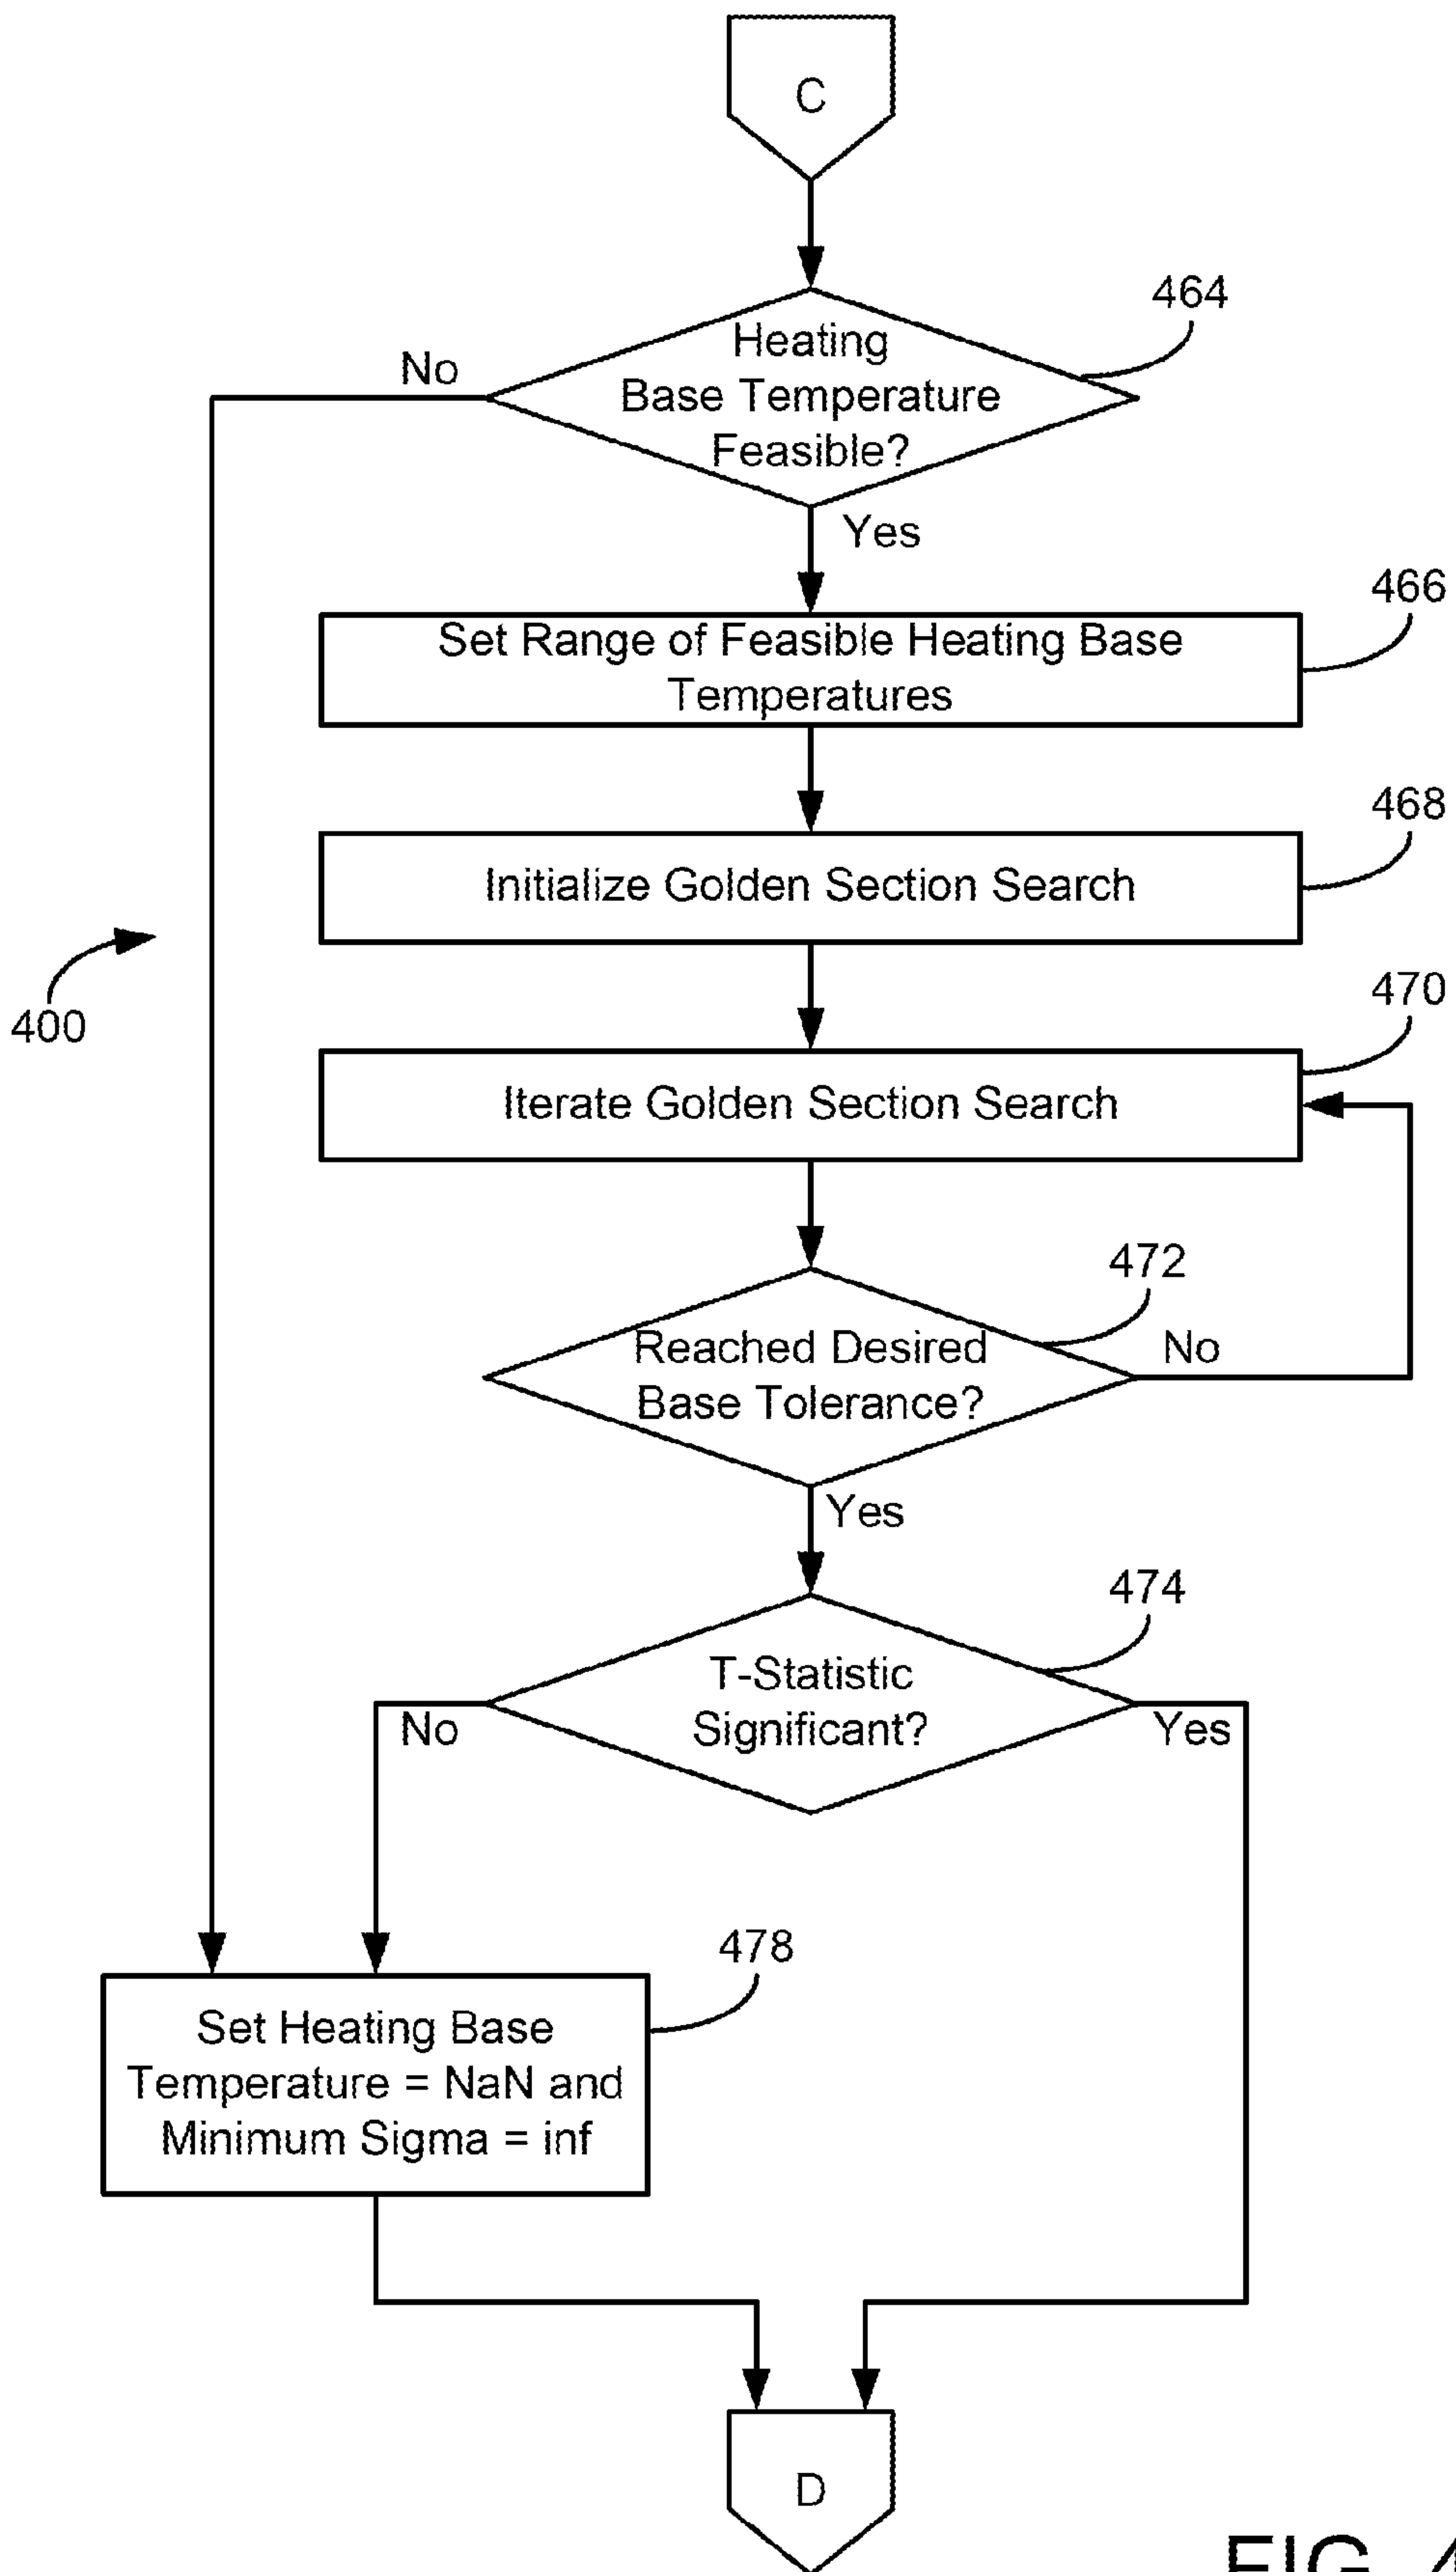 C
464
Heating
Base Temperature
Feasible?
No
Yes
466
Set Range of Feasible Heating Base
Temperatures
468
Initialize Golden Section Search
400
470
Iterate Golden Section Search
472
Reached Desired
Base Tolerance?
No
Yes
474
T-Statistic
Significant?
No
Yes
478
Set Heating Base
Temperature = NaN and
Minimum Sigma = inf
D
FIG. 4